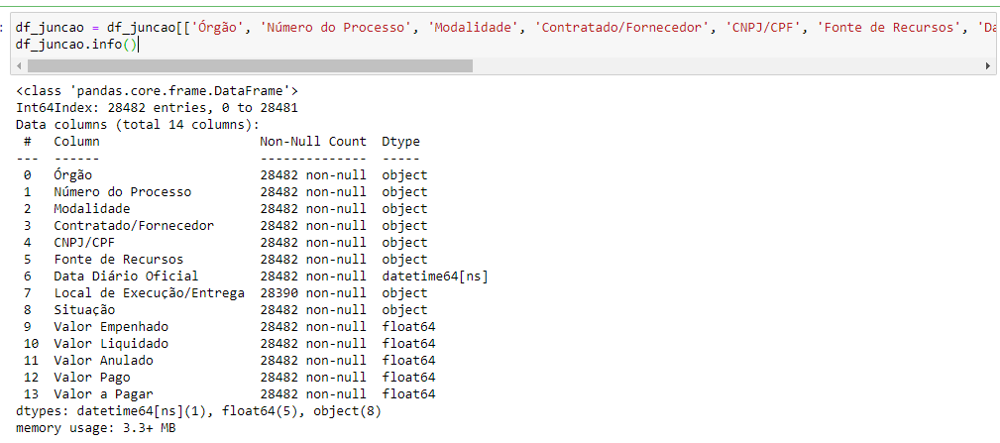 df_juncao = df_juncao[['Órgão', 'Número do Processo', 'Modalidade', 'Contratado/Fornecedor', 'CNPJ/CPF', 'Fonte de Recursos', 'Da
df_juncao.info()
<class 'pandas.core.frame.DataFrame'>
Int64Index: 28482 entries, 0 to 28481
Data columns (total 14 columns):
 #   Column                     Non-Null Count  Dtype
---  ------                     --------------  -----
 0   Órgão                      28482 non-null  object
 1   Número do Processo         28482 non-null  object
 2   Modalidade                 28482 non-null  object
 3   Contratado/Fornecedor      28482 non-null  object
 4   CNPJ/CPF                   28482 non-null  object
 5   Fonte de Recursos          28482 non-null  object
 6   Data Diário Oficial        28482 non-null  datetime64[ns]
 7   Local de Execução/Entrega  28390 non-null  object
 8   Situação                   28482 non-null  object
 9   Valor Empenhado            28482 non-null  float64
 10  Valor Liquidado            28482 non-null  float64
 11  Valor Anulado              28482 non-null  float64
 12  Valor Pago                 28482 non-null  float64
 13  Valor a Pagar              28482 non-null  float64
dtypes: datetime64[ns](1), float64(5), object(8)
memory usage: 3.3+ MB